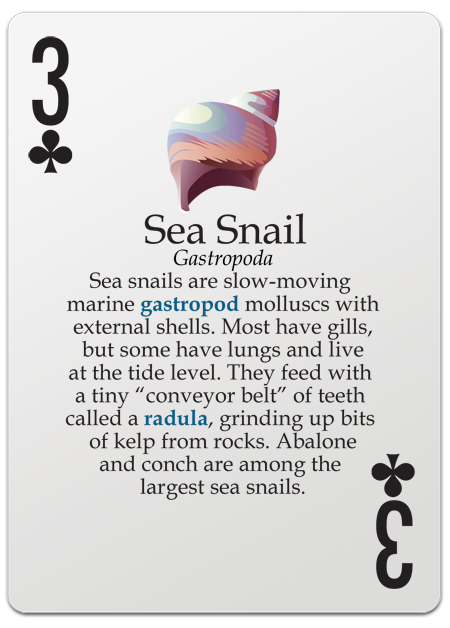 3
Sea Snail
Gastropoda
Sea snails are slow-moving
marine gastropod molluscs with
external shells. Most have gills,
but some have lungs and live
at the tide level. They feed with
a tiny “conveyor belt” of teeth
called a radula, grinding up bits
of kelp from rocks. Abalone
and conch are among the
largest sea snails.
3